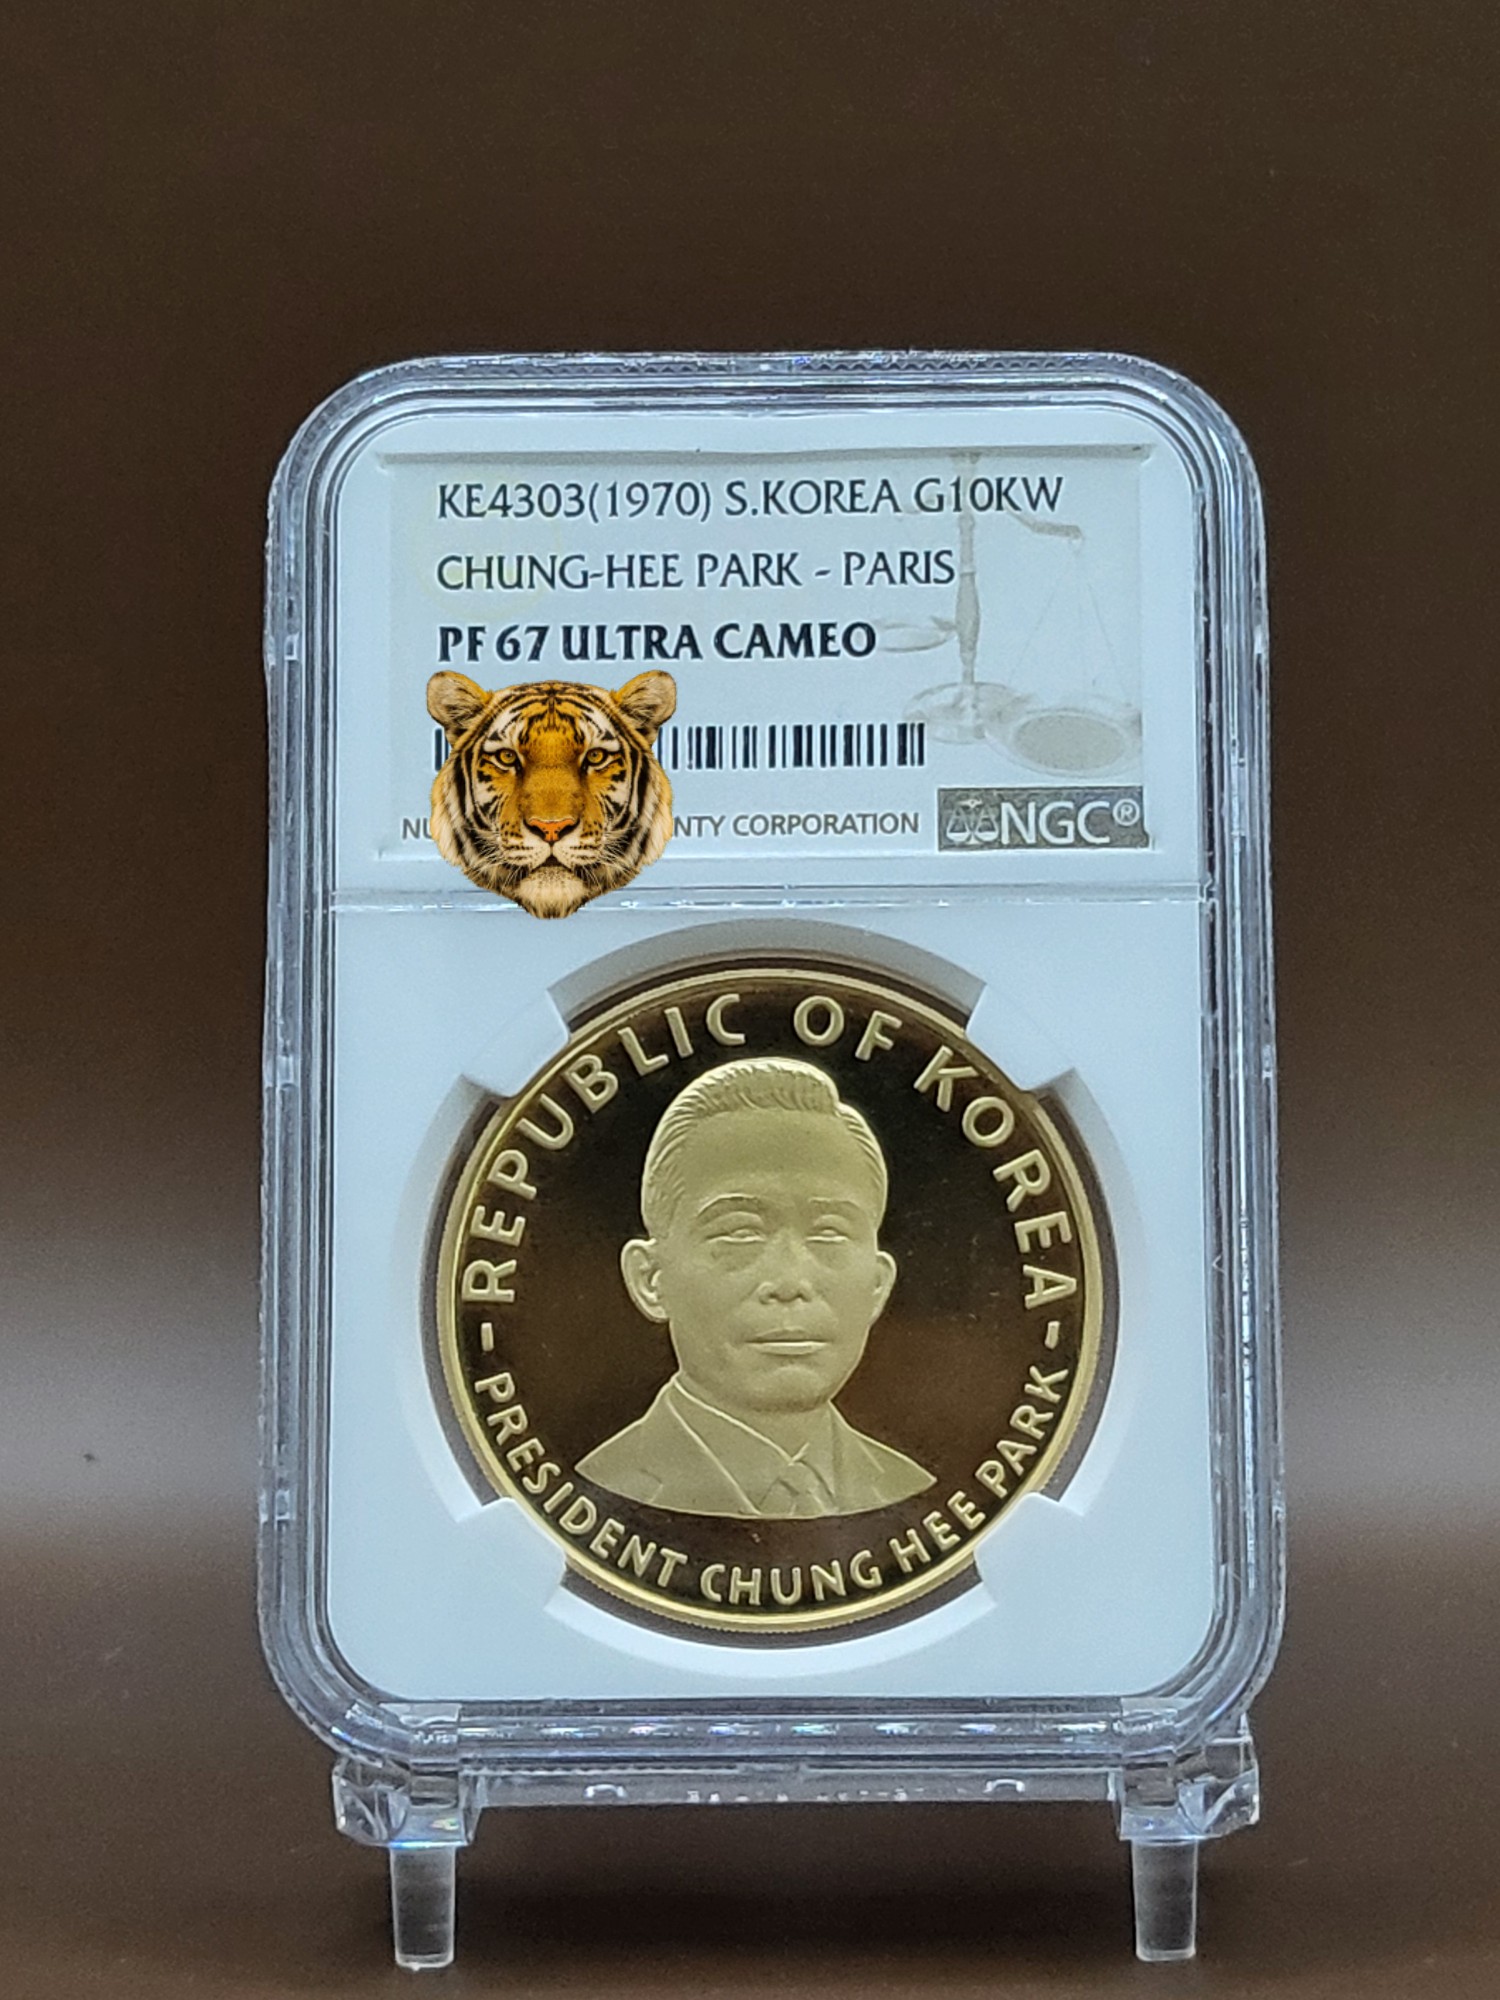 KE4303(1970) S.KOREA G10KW
CHUNG-HEE PARK - PARIS
PF 67 ULTRA CAMEO
CORPORATION
NGC®
REPUBLIC OF KOREA
- PRESIDENT CHUNG HEE PARK -